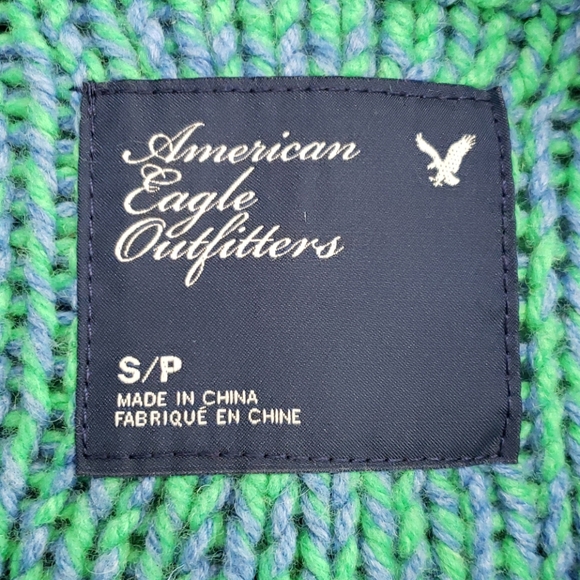 American
Eagle
Outfitters
S/P
MADE IN CHINA
FABRIQUÉ EN CHINE